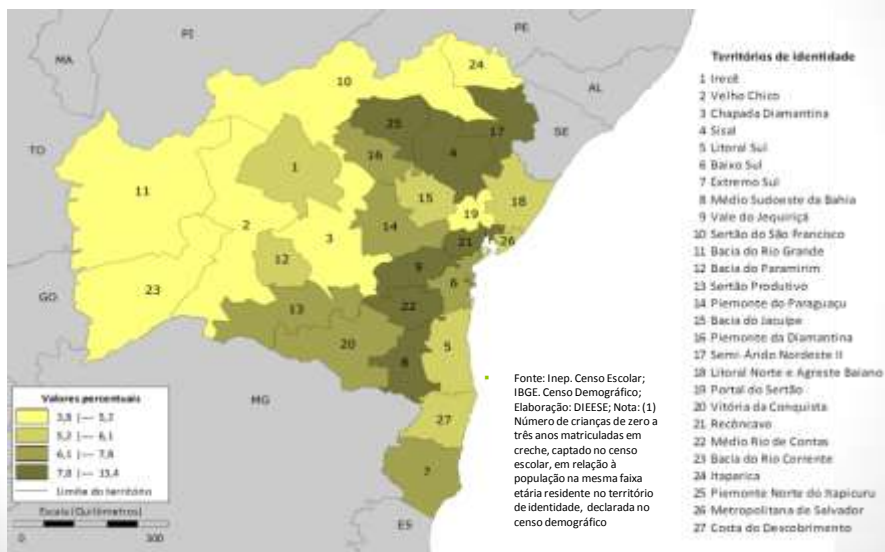 PI
PE
MA
AL
SE
TO
GO
MG
ES
10
24
25
17
4
16
1
15
18
11
19
14
2
3
21
26
12
9
6
23
22
13
20
8
5
27
7
Valores percentuais
3,8 |— 5,2
5,2 |— 6,1
6,1 |— 7,8
7,8 |— 13,4
Limite do território
Escala (Quilômetros)
0 300
Fonte: Inep. Censo Escolar;
IBGE. Censo Demográfico;
Elaboração: DIEESE; Nota: (1)
Número de crianças de zero a
três anos matriculadas em
creche, captado no censo
escolar, em relação à
população na mesma faixa
etária residente no território
de identidade, declarada no
censo demográfico
Territórios de identidade
1 Irecê
2 Velho Chico
3 Chapada Diamantina
4 Sisal
5 Litoral Sul
6 Baixo Sul
7 Extremo Sul
8 Médio Sudoeste da Bahia
9 Vale do Jequiriçá
10 Sertão do São Francisco
11 Bacia do Rio Grande
12 Bacia do Paramirim
13 Sertão Produtivo
14 Piemonte do Paraguaçu
15 Bacia do Jacuípe
16 Piemonte da Diamantina
17 Semi-Árido Nordeste II
18 Litoral Norte e Agreste Baiano
19 Portal do Sertão
20 Vitória da Conquista
21 Recôncavo
22 Médio Rio de Contas
23 Bacia do Rio Corrente
24 Itaparica
25 Piemonte Norte do Itapicuru
26 Metropolitana de Salvador
27 Costa do Descobrimento